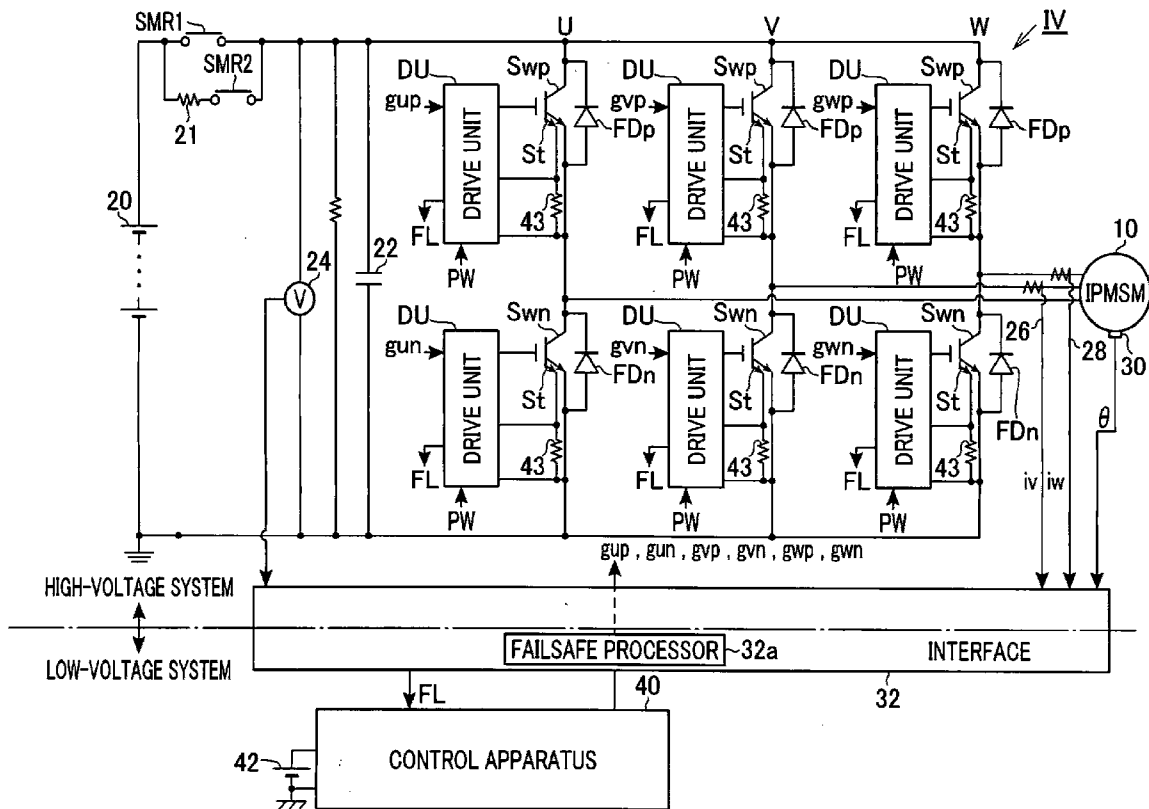 SMR1
U
V
W
IV
SMR2
21
DU
Swp
DU
Swp
DU
Swp
gup
gvp
gwp
DRIVE UNIT
DRIVE UNIT
DRIVE UNIT
FDp
FDp
FDp
St
St
St
20
43
43
43
FL
FL
FL
10
24
22
PW
PW
PW
V
IPMSM
DU
Swn
DU
Swn
DU
Swn
26
28
30
gun
gvn
gwn
DRIVE UNIT
DRIVE UNIT
DRIVE UNIT
FDn
FDn
FDn
St
St
St
θ
43
43
43
FL
FL
FL
iv
iw
PW
PW
PW
gup , gun , gvp , gvn , gwp , gwn
HIGH-VOLTAGE SYSTEM
LOW-VOLTAGE SYSTEM
FAILSAFE PROCESSOR
32a
INTERFACE
32
FL
40
42
CONTROL APPARATUS